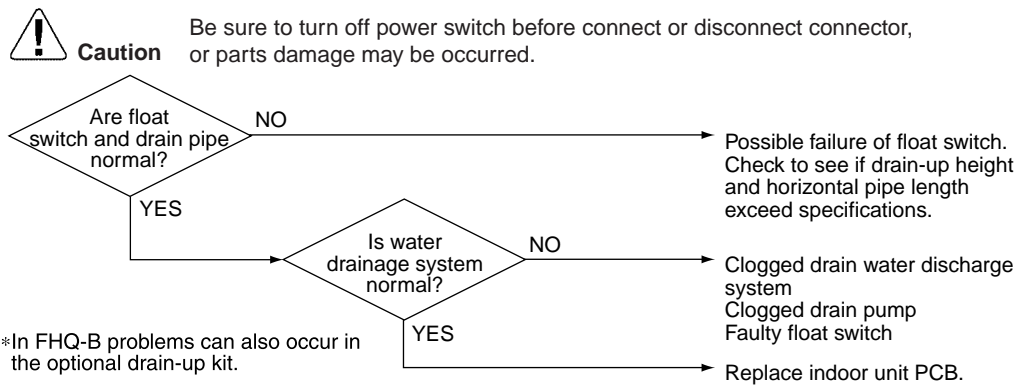 Caution
Be sure to turn off power switch before connect or disconnect connector,
or parts damage may be occurred.
Are float
switch and drain pipe
normal?
NO
Possible failure of float switch.
Check to see if drain-up height
and horizontal pipe length
exceed specifications.
YES
Is water
drainage system
normal?
NO
Clogged drain water discharge
system
Clogged drain pump
Faulty float switch
YES
Replace indoor unit PCB.
*In FHQ-B problems can also occur in
the optional drain-up kit.